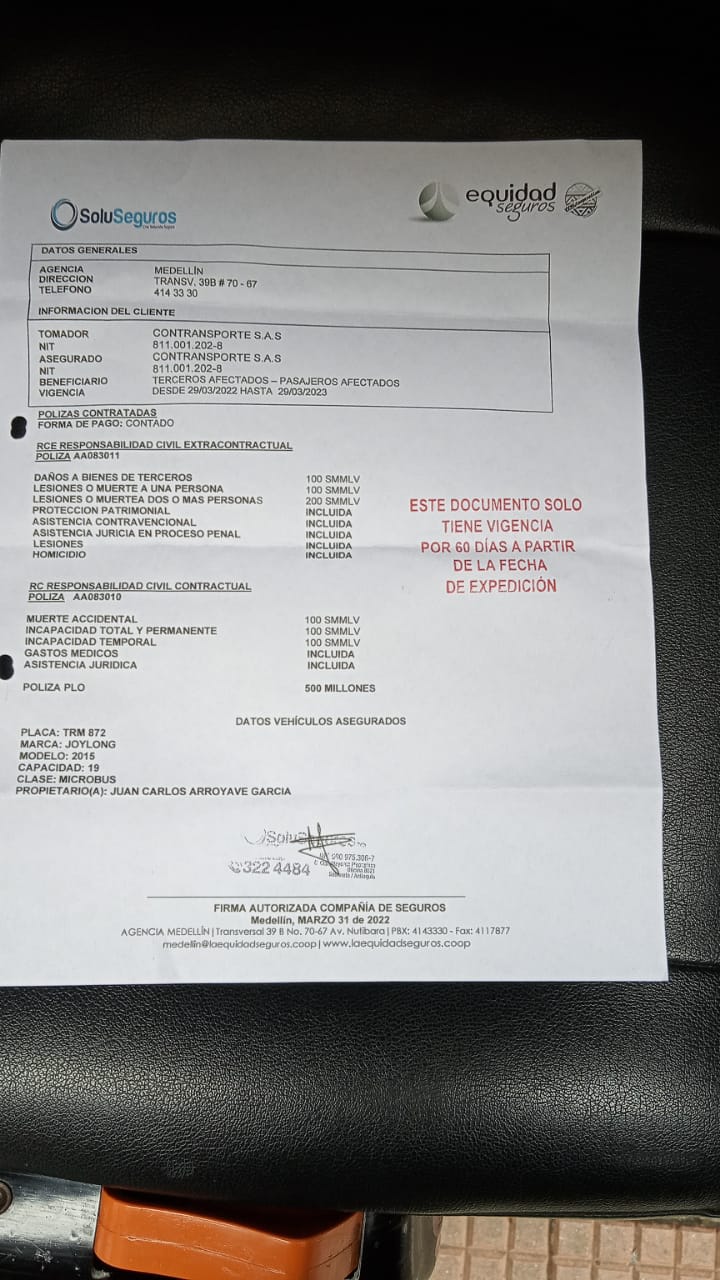 SoluSeguros
equidad
seguros
DATOS GENERALES
AGENCIA MEDELLÍN
DIRECCION TRANSV. 39B # 70 - 67
TELEFONO 414 33 30
INFORMACION DEL CLIENTE
TOMADOR CONTRANSPORTE S.A.S
NIT 811.001.202-8
ASEGURADO CONTRANSPORTE S.A.S
NIT 811.001.202-8
BENEFICIARIO TERCEROS AFECTADOS – PASAJEROS AFECTADOS
VIGENCIA DESDE 29/03/2022 HASTA 29/03/2023
POLIZAS CONTRATADAS
FORMA DE PAGO: CONTADO
RCE RESPONSABILIDAD CIVIL EXTRACONTRACTUAL
POLIZA AA083011
DAÑOS A BIENES DE TERCEROS 100 SMMLV
LESIONES O MUERTE A UNA PERSONA 100 SMMLV
LESIONES O MUERTEA DOS O MAS PERSONAS 200 SMMLV
PROTECCION PATRIMONIAL INCLUIDA
ASISTENCIA CONTRAVENCIONAL INCLUIDA
ASISTENCIA JURICIA EN PROCESO PENAL INCLUIDA
LESIONES INCLUIDA
HOMICIDIO INCLUIDA
ESTE DOCUMENTO SOLO
TIENE VIGENCIA
POR 60 DÍAS A PARTIR
DE LA FECHA
DE EXPEDICIÓN
RC RESPONSABILIDAD CIVIL CONTRACTUAL
POLIZA AA083010
MUERTE ACCIDENTAL 100 SMMLV
INCAPACIDAD TOTAL Y PERMANENTE 100 SMMLV
INCAPACIDAD TEMPORAL 100 SMMLV
GASTOS MEDICOS INCLUIDA
ASISTENCIA JURIDICA INCLUIDA
POLIZA PLO 500 MILLONES
DATOS VEHÍCULOS ASEGURADOS
PLACA: TRM 872
MARCA: JOYLONG
MODELO: 2015
CAPACIDAD: 19
CLASE: MICROBUS
PROPIETARIO(A): JUAN CARLOS ARROYAVE GARCIA
322 4484
FIRMA AUTORIZADA COMPAÑÍA DE SEGUROS
Medellín, MARZO 31 de 2022
AGENCIA MEDELLÍN | Transversal 39 B No. 70-67 Av. Nutibara | PBX: 4143330 - Fax: 4117877
medellin@laequidadseguros.coop | www.laequidadseguros.coop